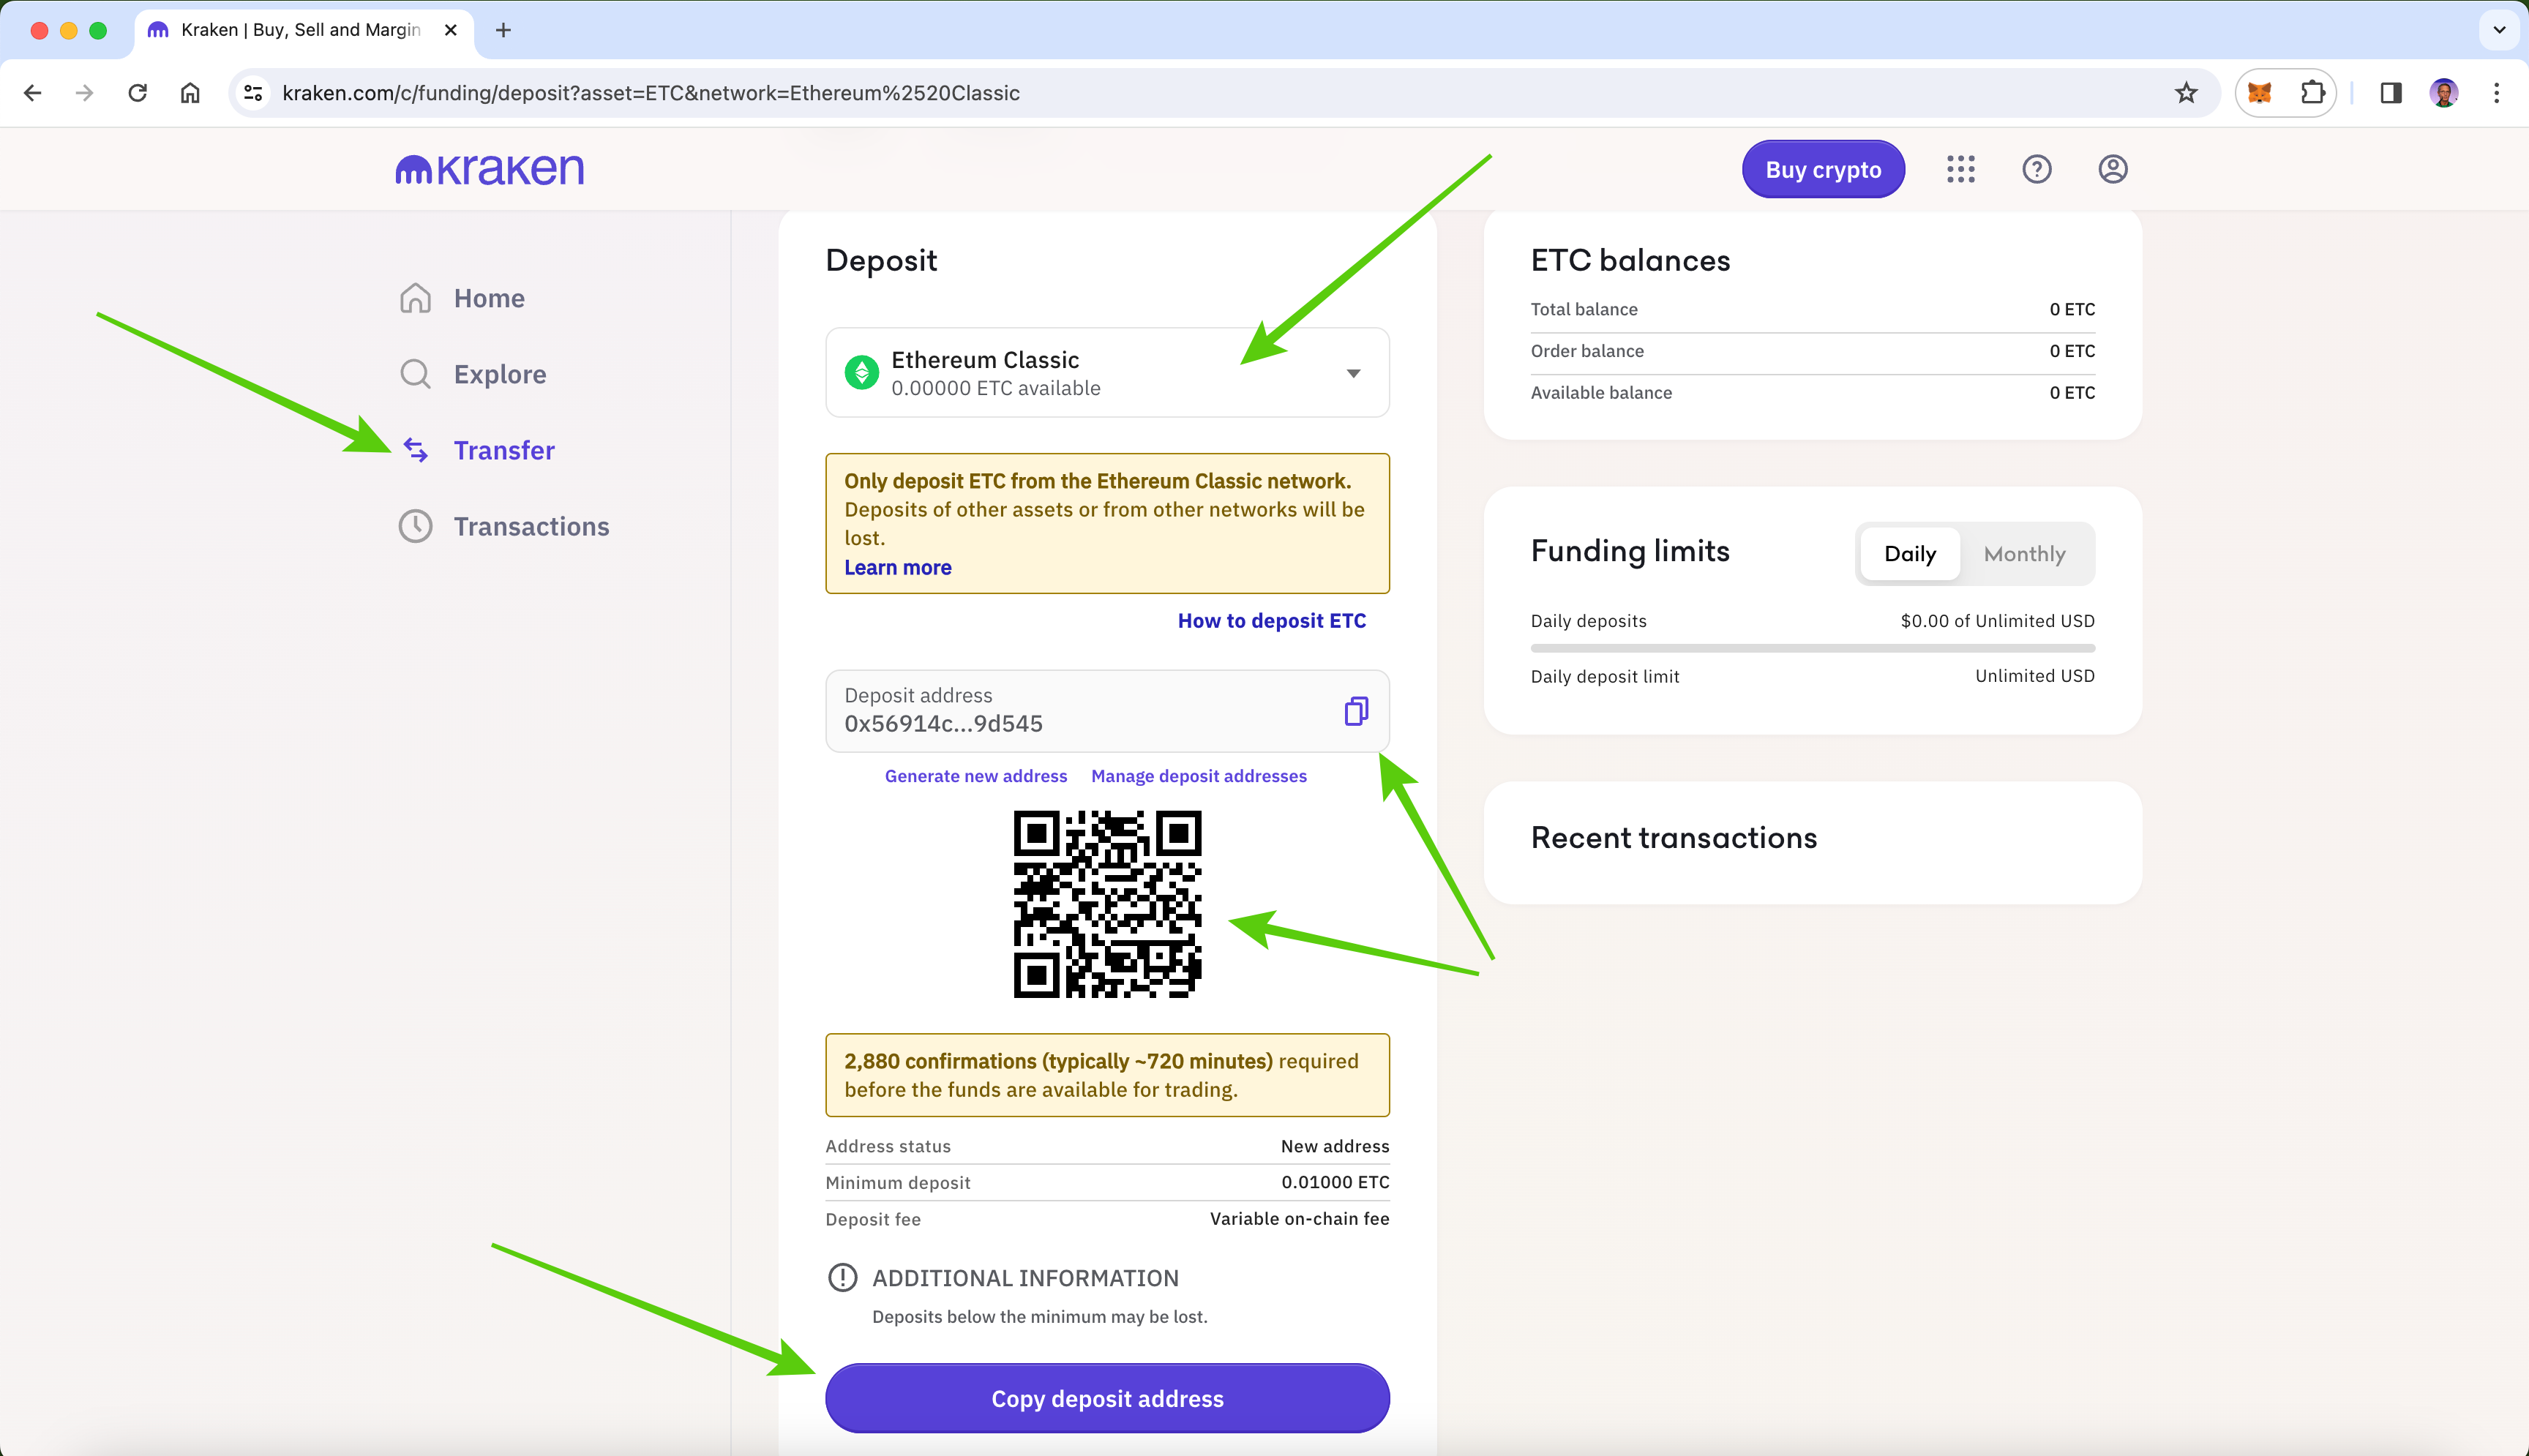 Kraken | Buy, Sell and Margin
kraken.com/c/funding/deposit?asset=ETC&network=Ethereum%2520Classic
kraken
Buy crypto
Home
Explore
Transfer
Transactions
Deposit
Ethereum Classic
0.00000 ETC available
Only deposit ETC from the Ethereum Classic network.
Deposits of other assets or from other networks will be
lost.
Learn more
How to deposit ETC
Deposit address
0x56914c...9d545
Generate new address Manage deposit addresses
2,880 confirmations (typically ~720 minutes) required
before the funds are available for trading.
Address status New address
Minimum deposit 0.01000 ETC
Deposit fee Variable on-chain fee
ADDITIONAL INFORMATION
Deposits below the minimum may be lost.
Copy deposit address
ETC balances
Total balance 0 ETC
Order balance 0 ETC
Available balance 0 ETC
Funding limits Daily Monthly
Daily deposits $0.00 of Unlimited USD
Daily deposit limit Unlimited USD
Recent transactions